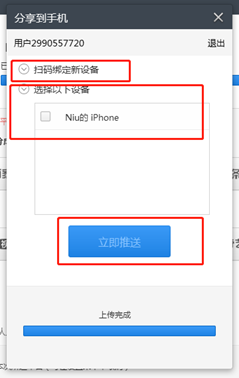 分享到手机
用户2990557720 退出
扫码绑定新设备
选择以下设备
Niu的 iPhone
立即推送
上传完成